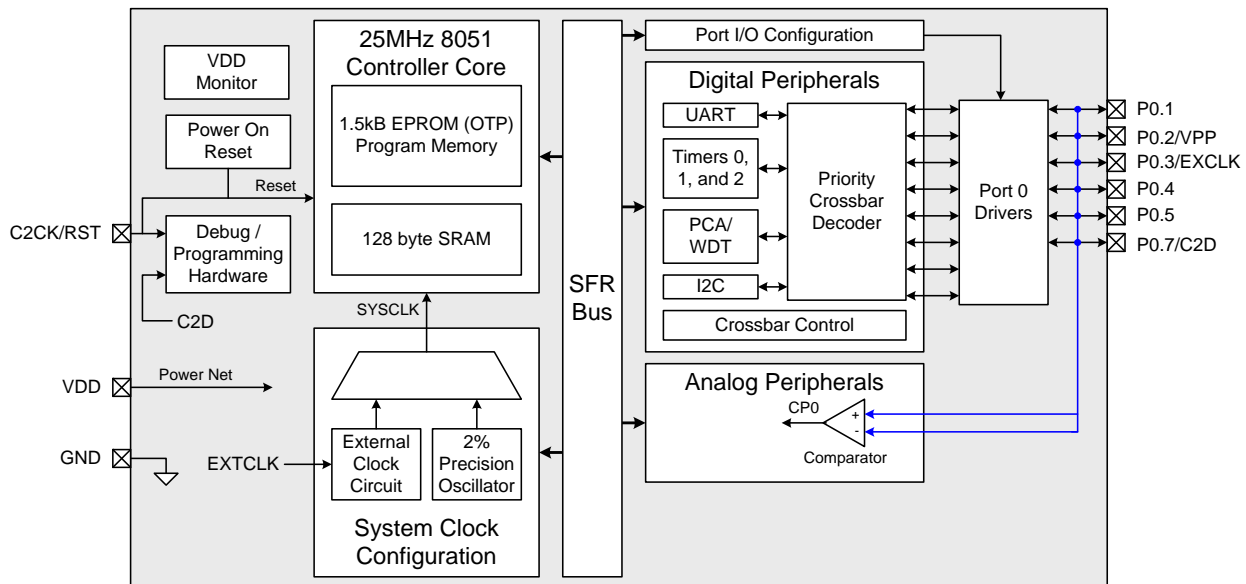 VDD
Monitor
Power On
Reset
Reset
C2CK/RST
Debug /
Programming
Hardware
C2D
VDD
Power Net
GND
25MHz 8051
Controller Core
1.5kB EPROM (OTP)
Program Memory
128 byte SRAM
SYSCLK
EXTCLK
External
Clock
Circuit
2%
Precision
Oscillator
System Clock
Configuration
SFR
Bus
Port I/O Configuration
Digital Peripherals
UART
Timers 0,
1, and 2
PCA/
WDT
I2C
Priority
Crossbar
Decoder
Crossbar Control
Port 0
Drivers
Analog Peripherals
CP0
+
-
Comparator
P0.1
P0.2/VPP
P0.3/EXCLK
P0.4
P0.5
P0.7/C2D